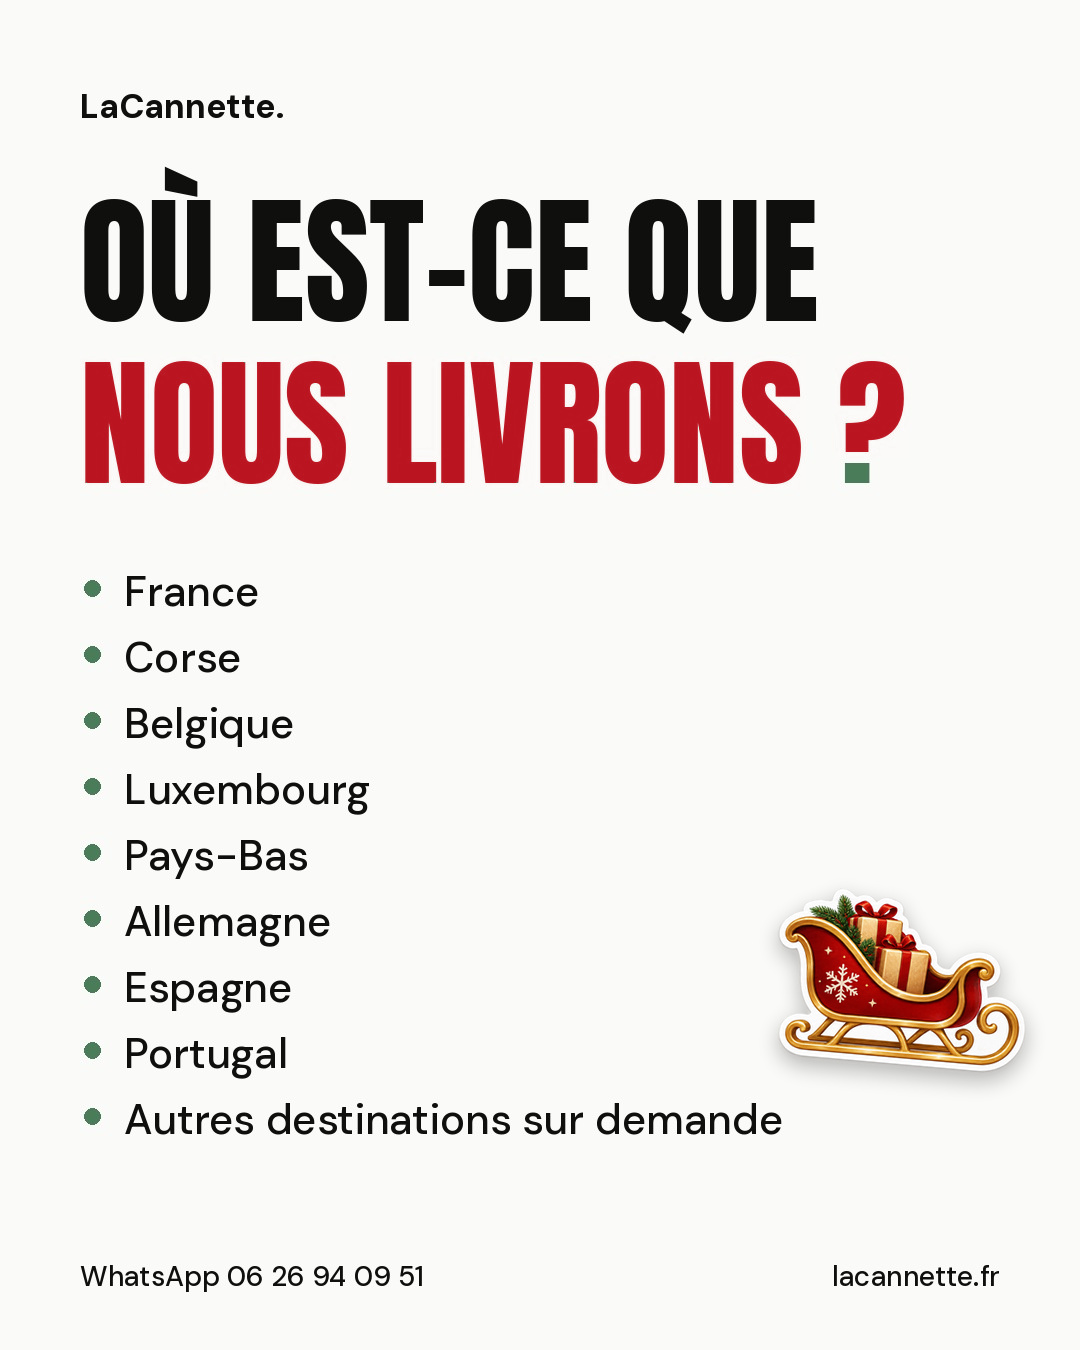 LaCannette.
OÙ EST-CE QUE
NOUS LIVRONS ?
France
Corse
Belgique
Luxembourg
Pays-Bas
Allemagne
Espagne
Portugal
Autres destinations sur demande
WhatsApp 06 26 94 09 51
lacannette.fr